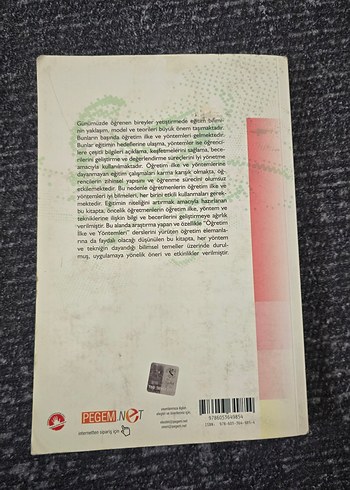 Günümüzde öğrenen bireyler yetiştirmede eğitim bilimi-
nin yaklaşım, model ve teorileri büyük önem taşımaktadır.
Bunların başında öğretim ilke ve yöntemleri gelmektedir.
Bunlar eğitimin hedeflerine ulaşma, yöntemler ise öğrenci-
lere çeşitli bilgileri açıklama, keşfetmelerini sağlama, bece-
rilerini geliştirme ve değerlendirme süreçlerini iyi yönetme
amacıyla kullanılmaktadır. Öğretim ilke ve yöntemlerine
dayanmayan eğitim çalışmaları karma karışık olmakta, öğ-
rencilerin zihinsel yapısını ve öğrenme sürecini olumsuz
etkilemektedir. Bu nedenle öğretmenlerin öğretim ilke ve
yöntemleri iyi bilmeleri, her birini etkili kullanmaları gerek-
mektedir. Eğitimin niteliğini artırmak amacıyla hazırlanan
bu kitapta; öncelik öğretmenlerin öğretim ilke, yöntem ve
tekniklerine ilişkin bilgi ve becerilerini geliştirmeye ağırlık
verilmiştir. Bu alanda araştırma yapan ve özellikle "Öğretim
İlke ve Yöntemleri" derslerini yürüten öğretim elemanla-
rına da faydalı olacağı düşünülen bu kitapta, her yöntem
ve tekniğin dayandığı bilimsel temeller üzerinde durul-
muş, uygulamaya yönelik öneri ve etkinlikler verilmiştir.
PEGEM.NET
internetten sipariş için
9786053649854